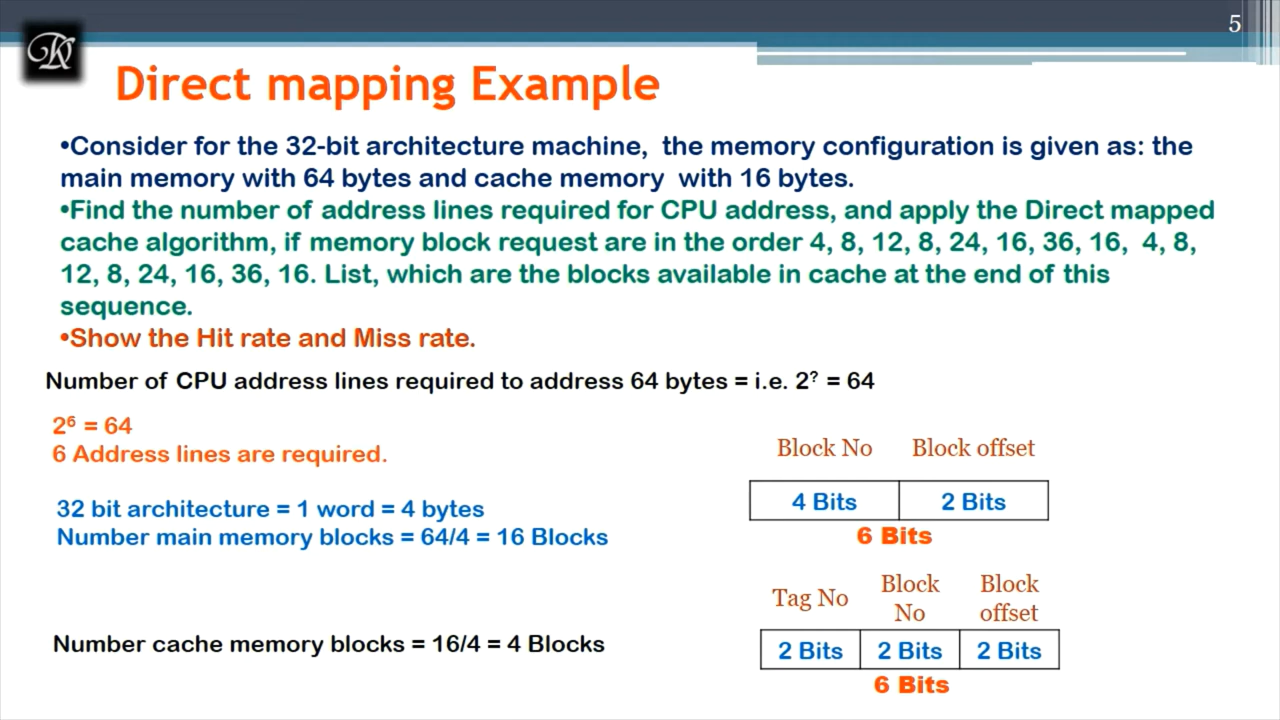 5
Direct mapping Example
•Consider for the 32-bit architecture machine, the memory configuration is given as: the
main memory with 64 bytes and cache memory with 16 bytes.
•Find the number of address lines required for CPU address, and apply the Direct mapped
cache algorithm, if memory block request are in the order 4, 8, 12, 8, 24, 16, 36, 16, 4, 8,
12, 8, 24, 16, 36, 16. List, which are the blocks available in cache at the end of this
sequence.
•Show the Hit rate and Miss rate.
Number of CPU address lines required to address 64 bytes = i.e. 2? = 64
2⁶ = 64
6 Address lines are required.
32 bit architecture = 1 word = 4 bytes
Number main memory blocks = 64/4 = 16 Blocks
Number cache memory blocks = 16/4 = 4 Blocks
Block No Block offset
4 Bits 2 Bits
6 Bits
Tag No Block No Block offset
2 Bits 2 Bits 2 Bits
6 Bits